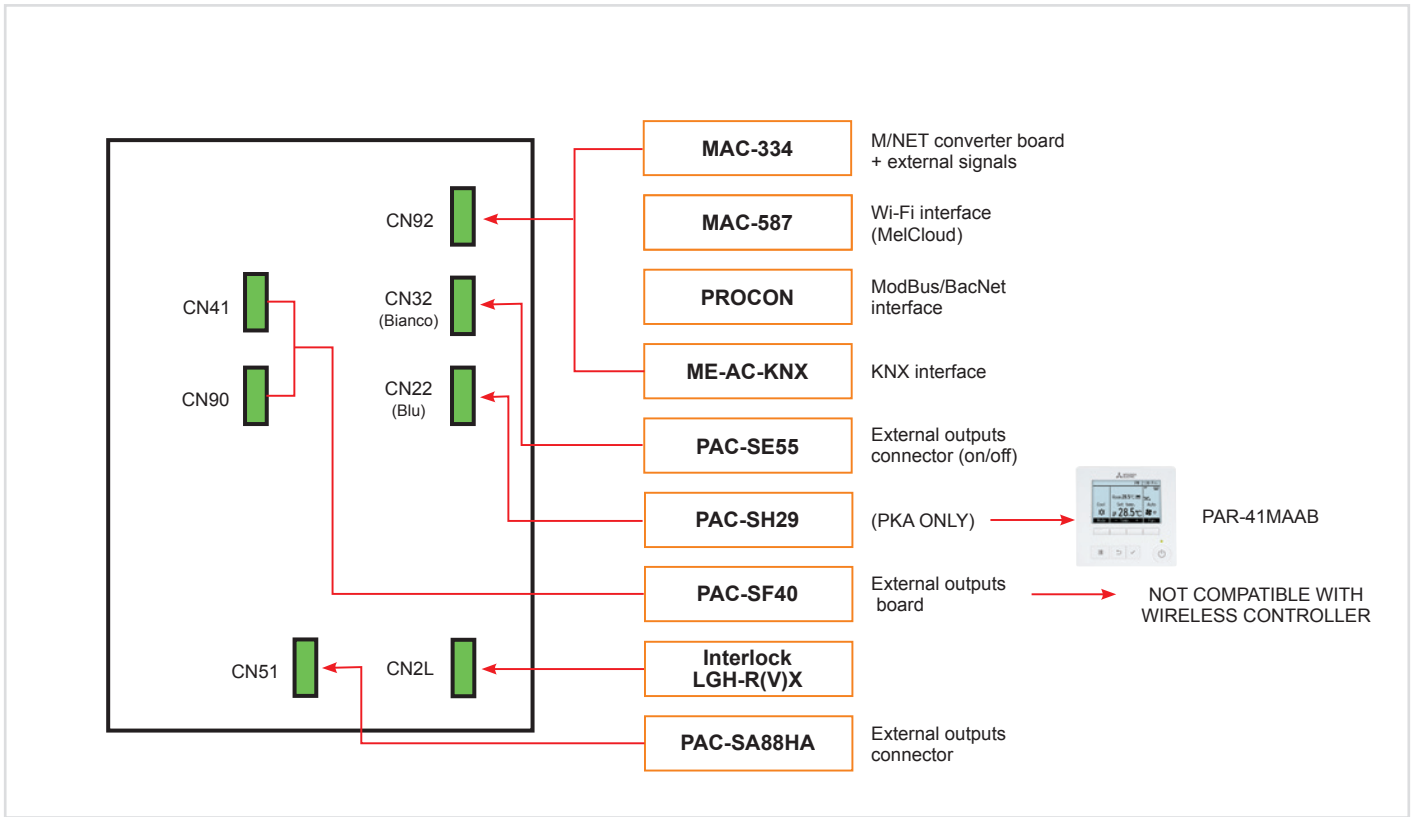 MAC-334
M/NET converter board
+ external signals
CN92
MAC-587
Wi-Fi interface
(MelCloud)
CN41
CN32
(Bianco)
PROCON
ModBus/BacNet
interface
CN90
CN22
(Blu)
ME-AC-KNX
KNX interface
PAC-SE55
External outputs
connector (on/off)
PAC-SH29
(PKA ONLY)
28.5
PAR-41MAAB
PAC-SF40
External outputs
board
NOT COMPATIBLE WITH
WIRELESS CONTROLLER
CN51
CN2L
Interlock
LGH-R(V)X
PAC-SA88HA
External outputs
connector